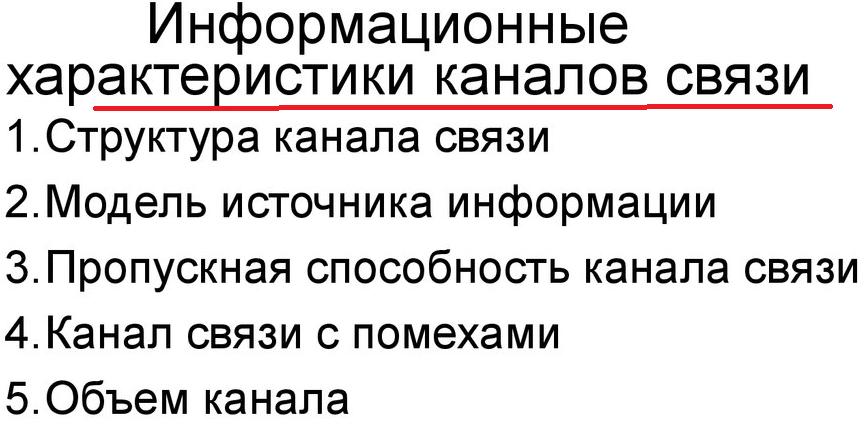 Информационные
характеристики каналов связи
1.Структура канала связи
2.Модель источника информации
3.Пропускная способность канала связи
4.Канал связи с помехами
5.Объем канала